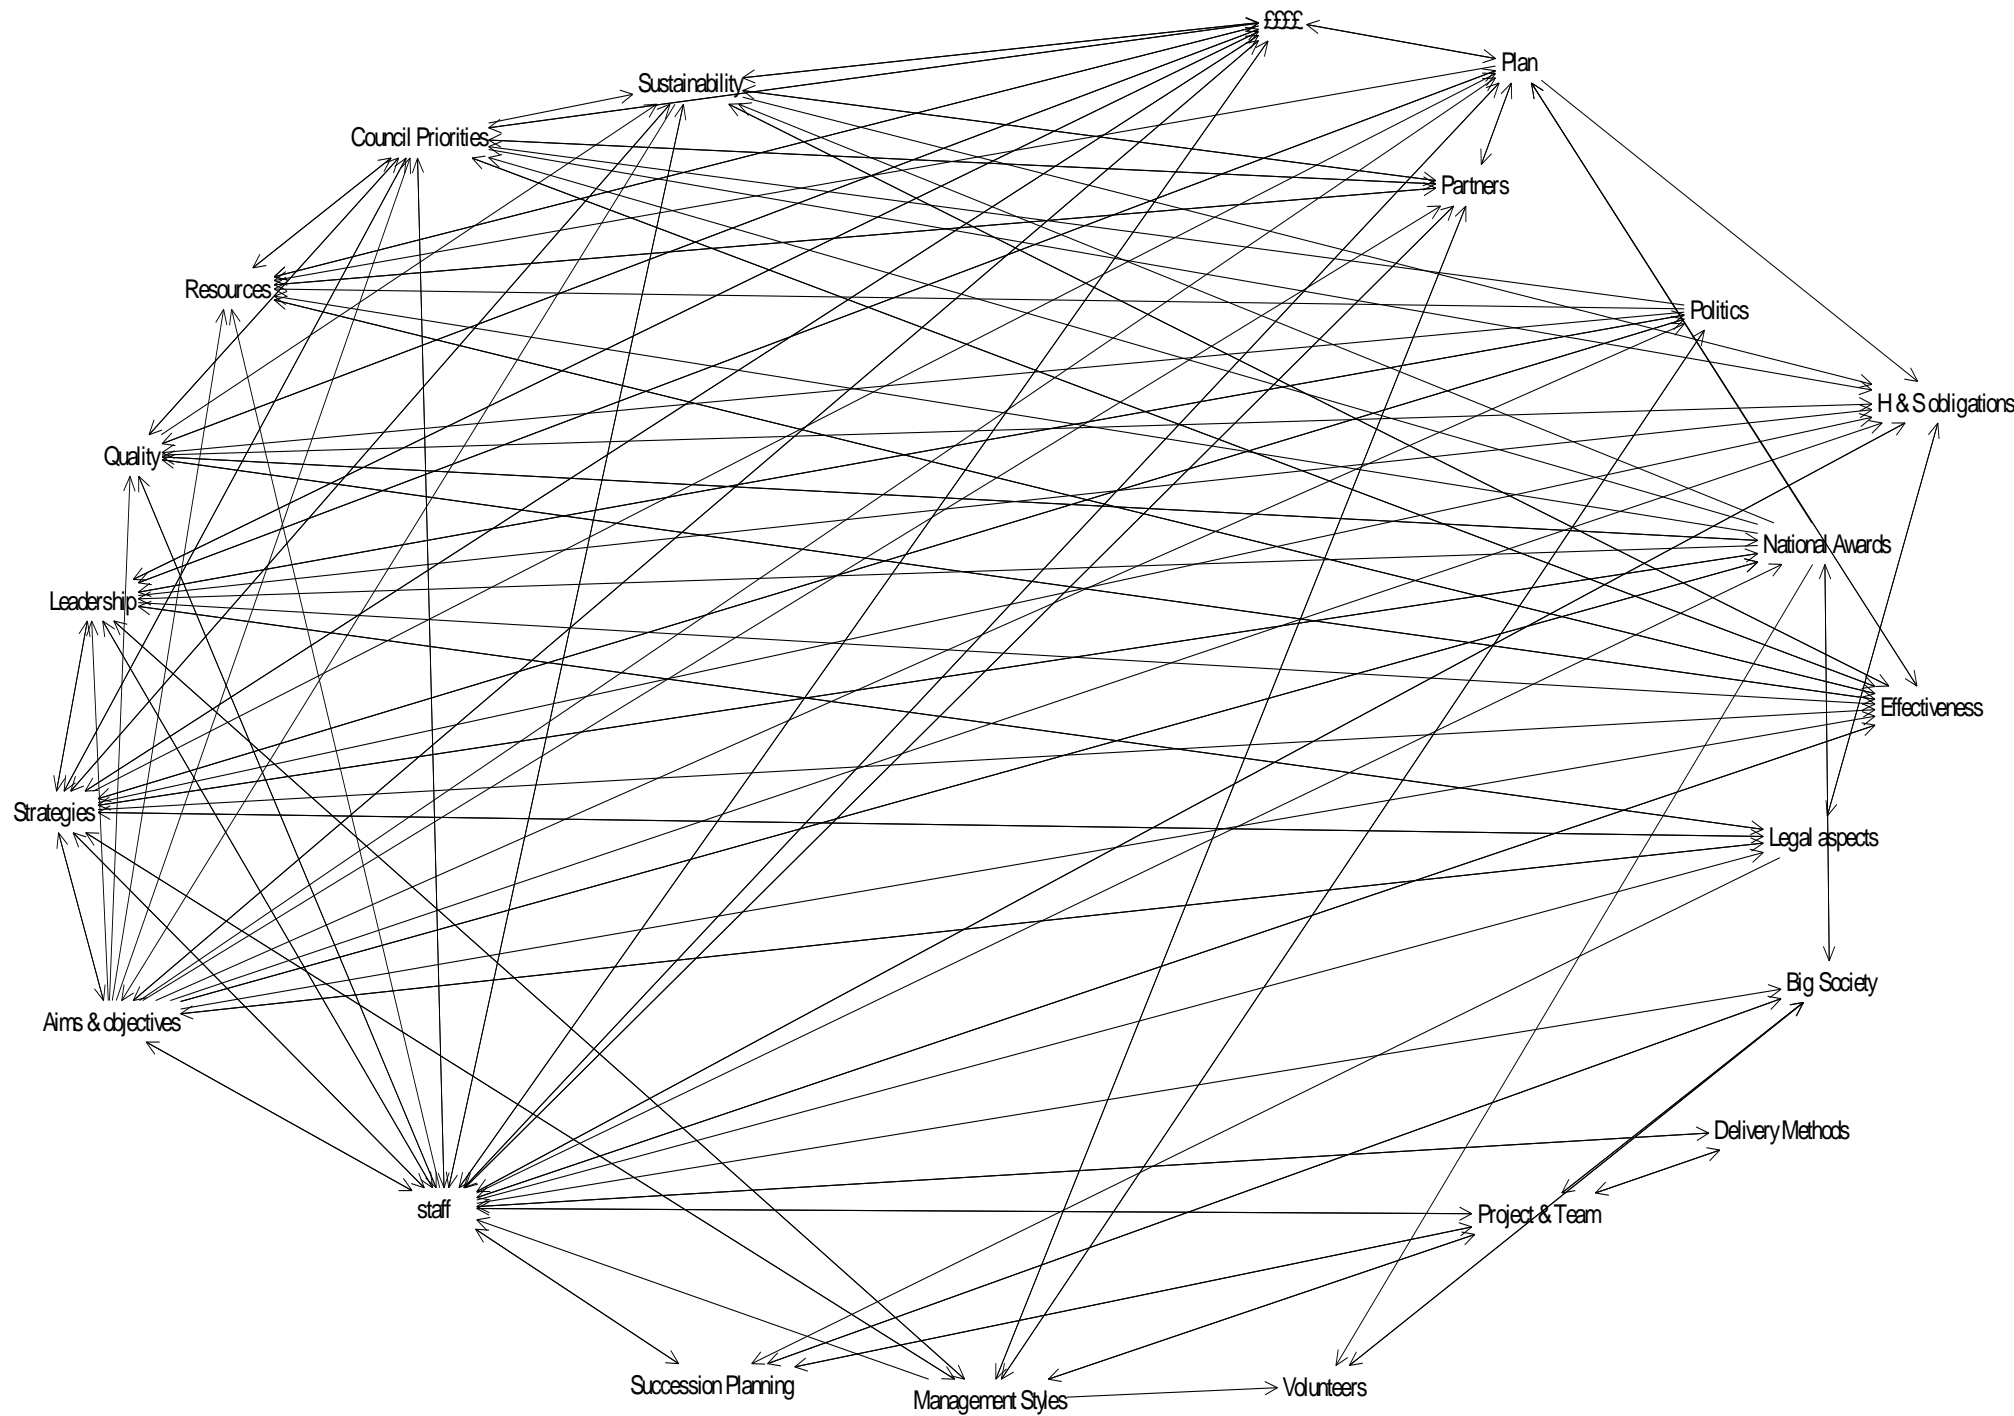 ££££
Plan
Sustainability
Council Priorities
Partners
Resources
Politics
H & S obligations
Quality
National Awards
Leadership
Effectiveness
Strategies
Legal aspects
Big Society
Aims & objectives
Delivery Methods
staff
Project & Team
Succession Planning
Management Styles
Volunteers